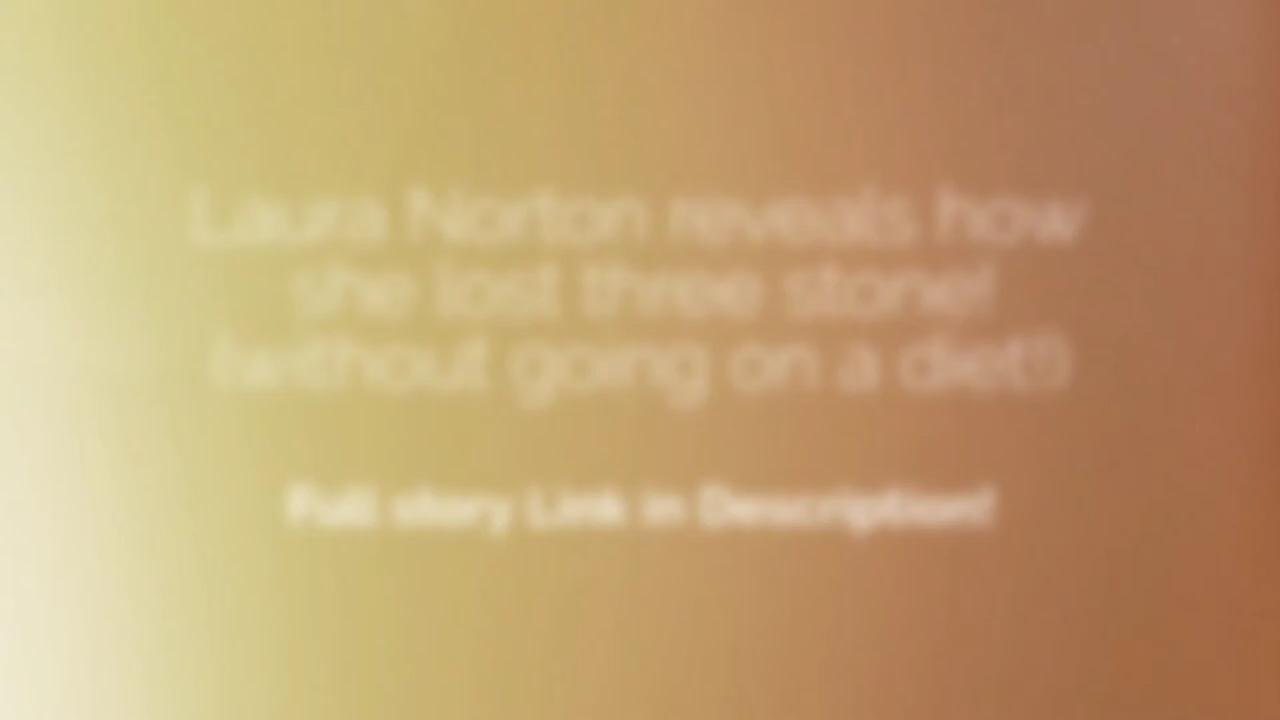 Laura Norton reveals how
she lost three stone!
(without going on a diet!)
Full story Link in Description!